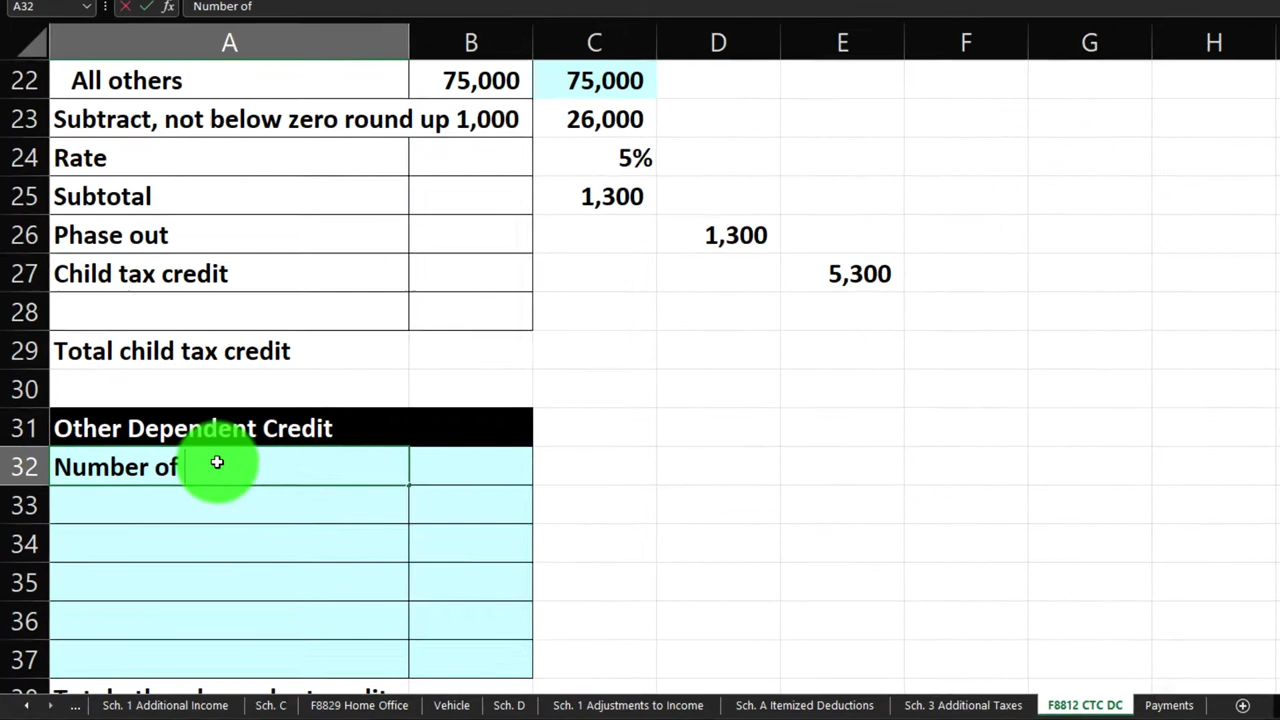 A32 fx Number of
A B C D E F G H
22 All others 75,000 75,000
23 Subtract, not below zero round up 1,000 26,000
24 Rate 5%
25 Subtotal 1,300
26 Phase out 1,300
27 Child tax credit 5,300
28
29 Total child tax credit
30
31 Other Dependent Credit
32 Number of
33
34
35
36
37
... Sch. 1 Additional Income Sch. C F8829 Home Office Vehicle Sch. D Sch. 1 Adjustments to Income Sch. A Itemized Deductions Sch. 3 Additional Taxes F8812 CTC DC Payments